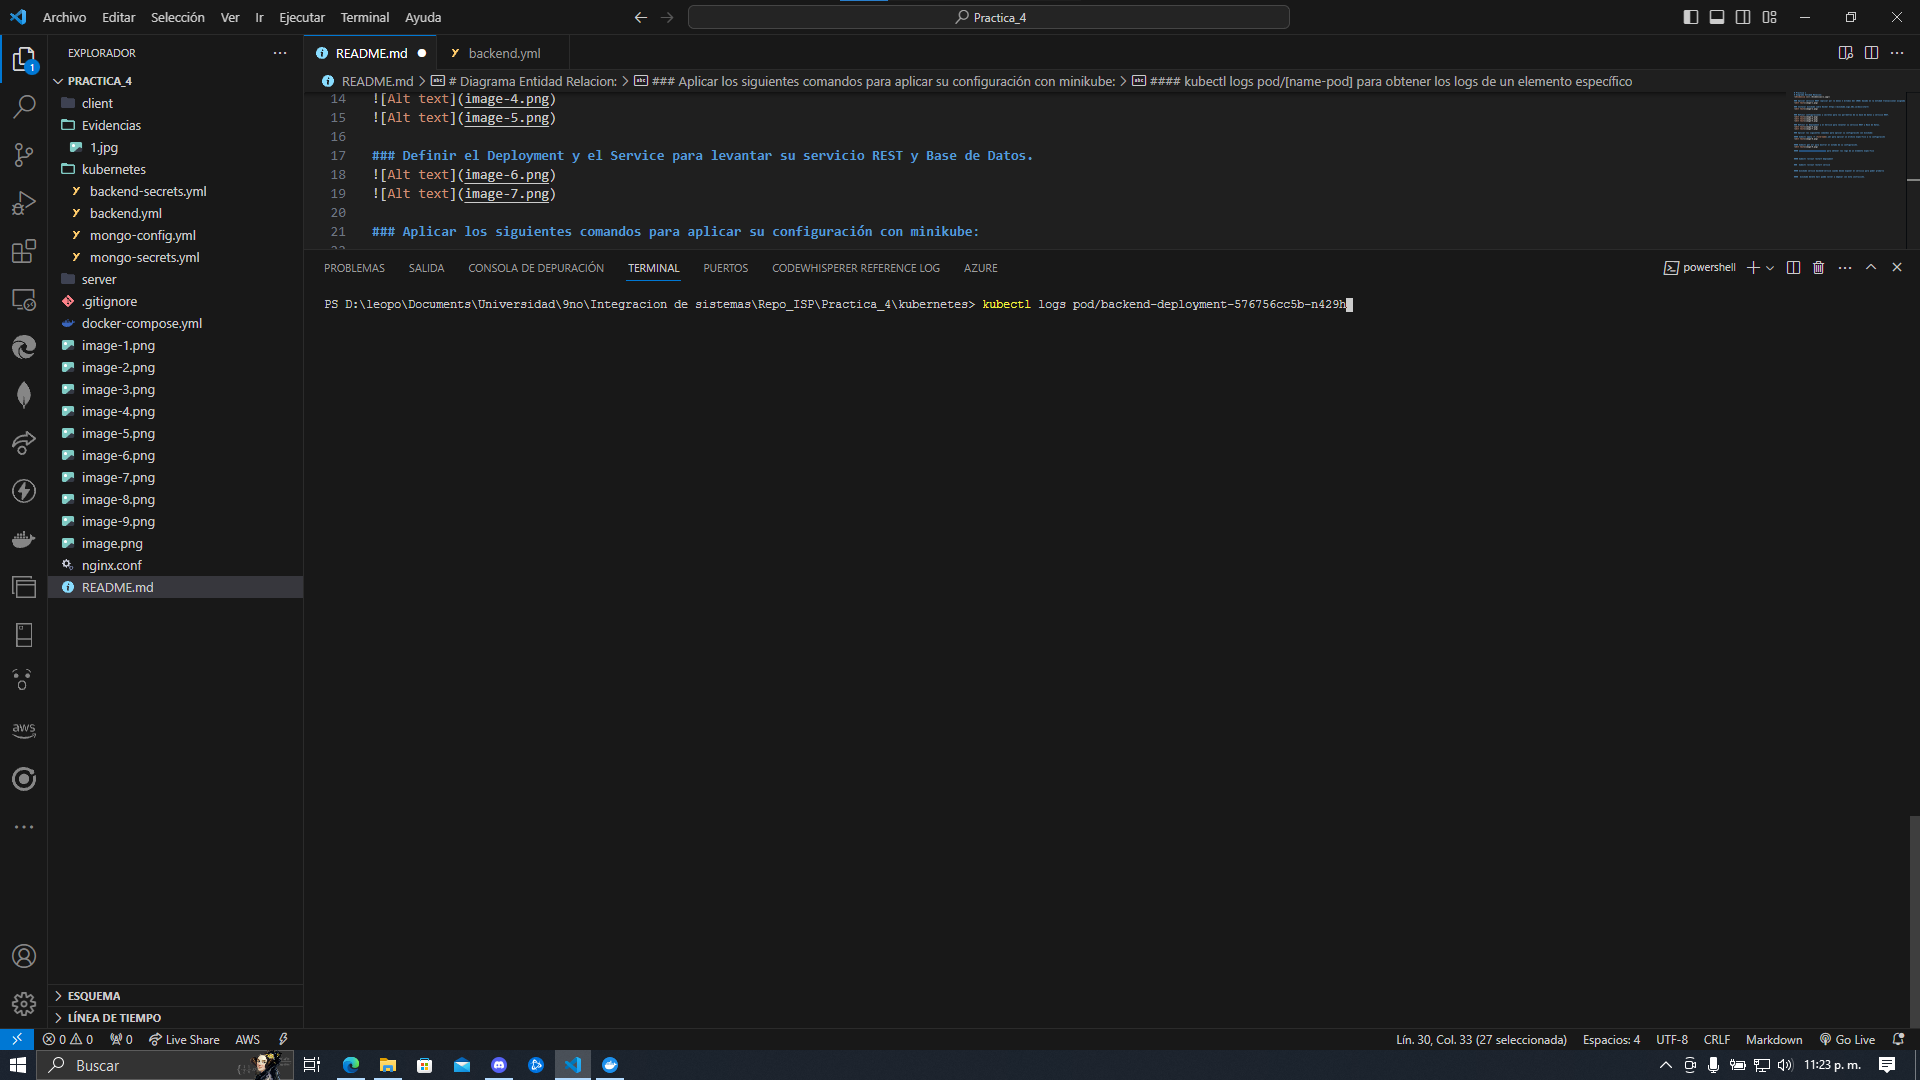 Archivo Editar Selección Ver Ir Ejecutar Terminal Ayuda
Practica_4
EXPLORADOR
README.md
backend.yml
PRACTICA_4
README.md > # Diagrama Entidad Relacion: > ### Aplicar los siguientes comandos para aplicar su configuración con minikube: > #### kubectl logs pod/[name-pod] para obtener los logs de un elemento específico
client
Evidencias
1.jpg
kubernetes
backend-secrets.yml
backend.yml
mongo-config.yml
mongo-secrets.yml
server
.gitignore
docker-compose.yml
image-1.png
image-2.png
image-3.png
image-4.png
image-5.png
image-6.png
image-7.png
image-8.png
image-9.png
image.png
nginx.conf
README.md
ESQUEMA
LÍNEA DE TIEMPO
14 ![Alt text](image-4.png)
15 ![Alt text](image-5.png)
16
17 ### Definir el Deployment y el Service para levantar su servicio REST y Base de Datos.
18 ![Alt text](image-6.png)
19 ![Alt text](image-7.png)
20
21 ### Aplicar los siguientes comandos para aplicar su configuración con minikube:
PROBLEMAS SALIDA CONSOLA DE DEPURACIÓN TERMINAL PUERTOS CODEWHISPERER REFERENCE LOG AZURE
powershell
PS D:\leopo\Documents\Universidad\9no\Integracion de sistemas\Repo_ISP\Practica_4\kubernetes> kubectl logs pod/backend-deployment-576756cc5b-n429h
1
aws
0 0 0 Live Share AWS
Lín. 30, Col. 33 (27 seleccionada) Espacios: 4 UTF-8 CRLF Markdown Go Live
Buscar
11:23 p. m.